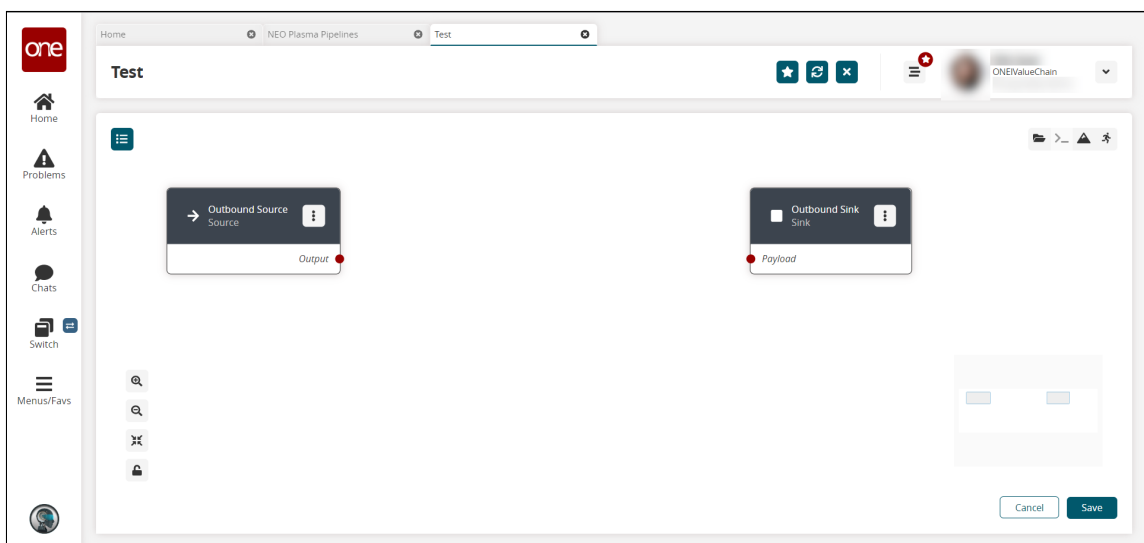 one
Home
Problems
Alerts
Chats
Switch
Menus/Favs
Home
NEO Plasma Pipelines
Test
Test
ONEIValueChain
Outbound Source
Source
Output
Outbound Sink
Sink
Payload
Cancel
Save